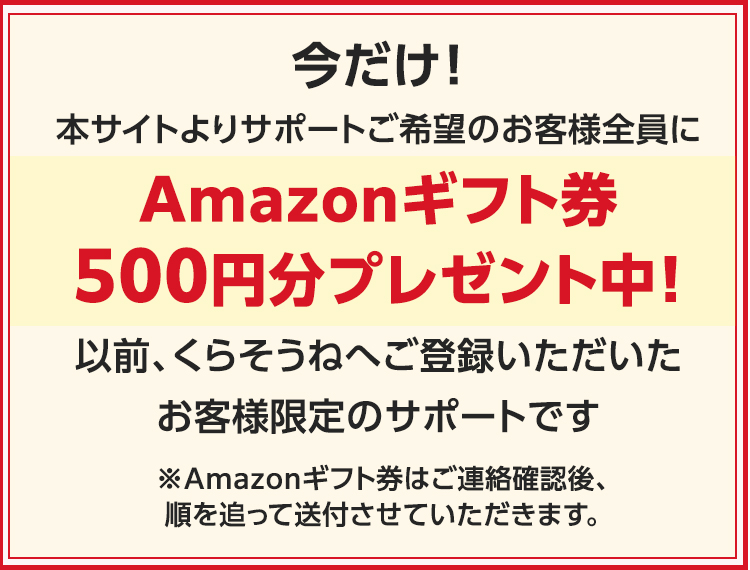 今だけ!
本サイトよりサポートご希望のお客様全員に
Amazonギフト券
500円分プレゼント中!
以前、くらそうねへご登録いただいた
お客様限定のサポートです
※Amazonギフト券はご連絡確認後、
順を追って送付させていただきます。